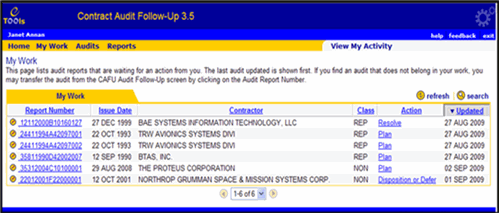 e
TOOls
Contract Audit Follow-Up 3.5
Janet Annan
help feedback exit
Home My Work Audits Reports
View My Activity
My Work
This page lists audit reports that are waiting for an action from you. The last audit updated is shown first. If you find an audit that does not belong in your work, you
may transfer the audit from the CAFU Audit Follow-up screen by clicking on the Audit Report Number.
My Work
refresh search
Report Number Issue Date Contractor Class Action Updated
12112000B10160127 27 DEC 1999 BAE SYSTEMS INFORMATION TECHNOLOGY, LLC REP Resolve 27 AUG 2009
24411994A42097001 22 OCT 1993 TRW AVIONICS SYSTEMS DIVI REP Plan 27 AUG 2009
24411994A42097001 22 OCT 1993 TRW AVIONICS SYSTEMS DIVI REP Plan 27 AUG 2009
35811990D42002007 12 SEP 1990 BTAS, INC. REP Plan 27 AUG 2009
35312004C10100001 29 AUG 2008 THE PROTEUS CORPORATION NON Plan 02 SEP 2009
22012001F22000001 12 OCT 2001 NORTHROP GRUMMAN SPACE & MISSION SYSTEMS CORP. NON Disposition or Defer 01 SEP 2009
1-6 of 6